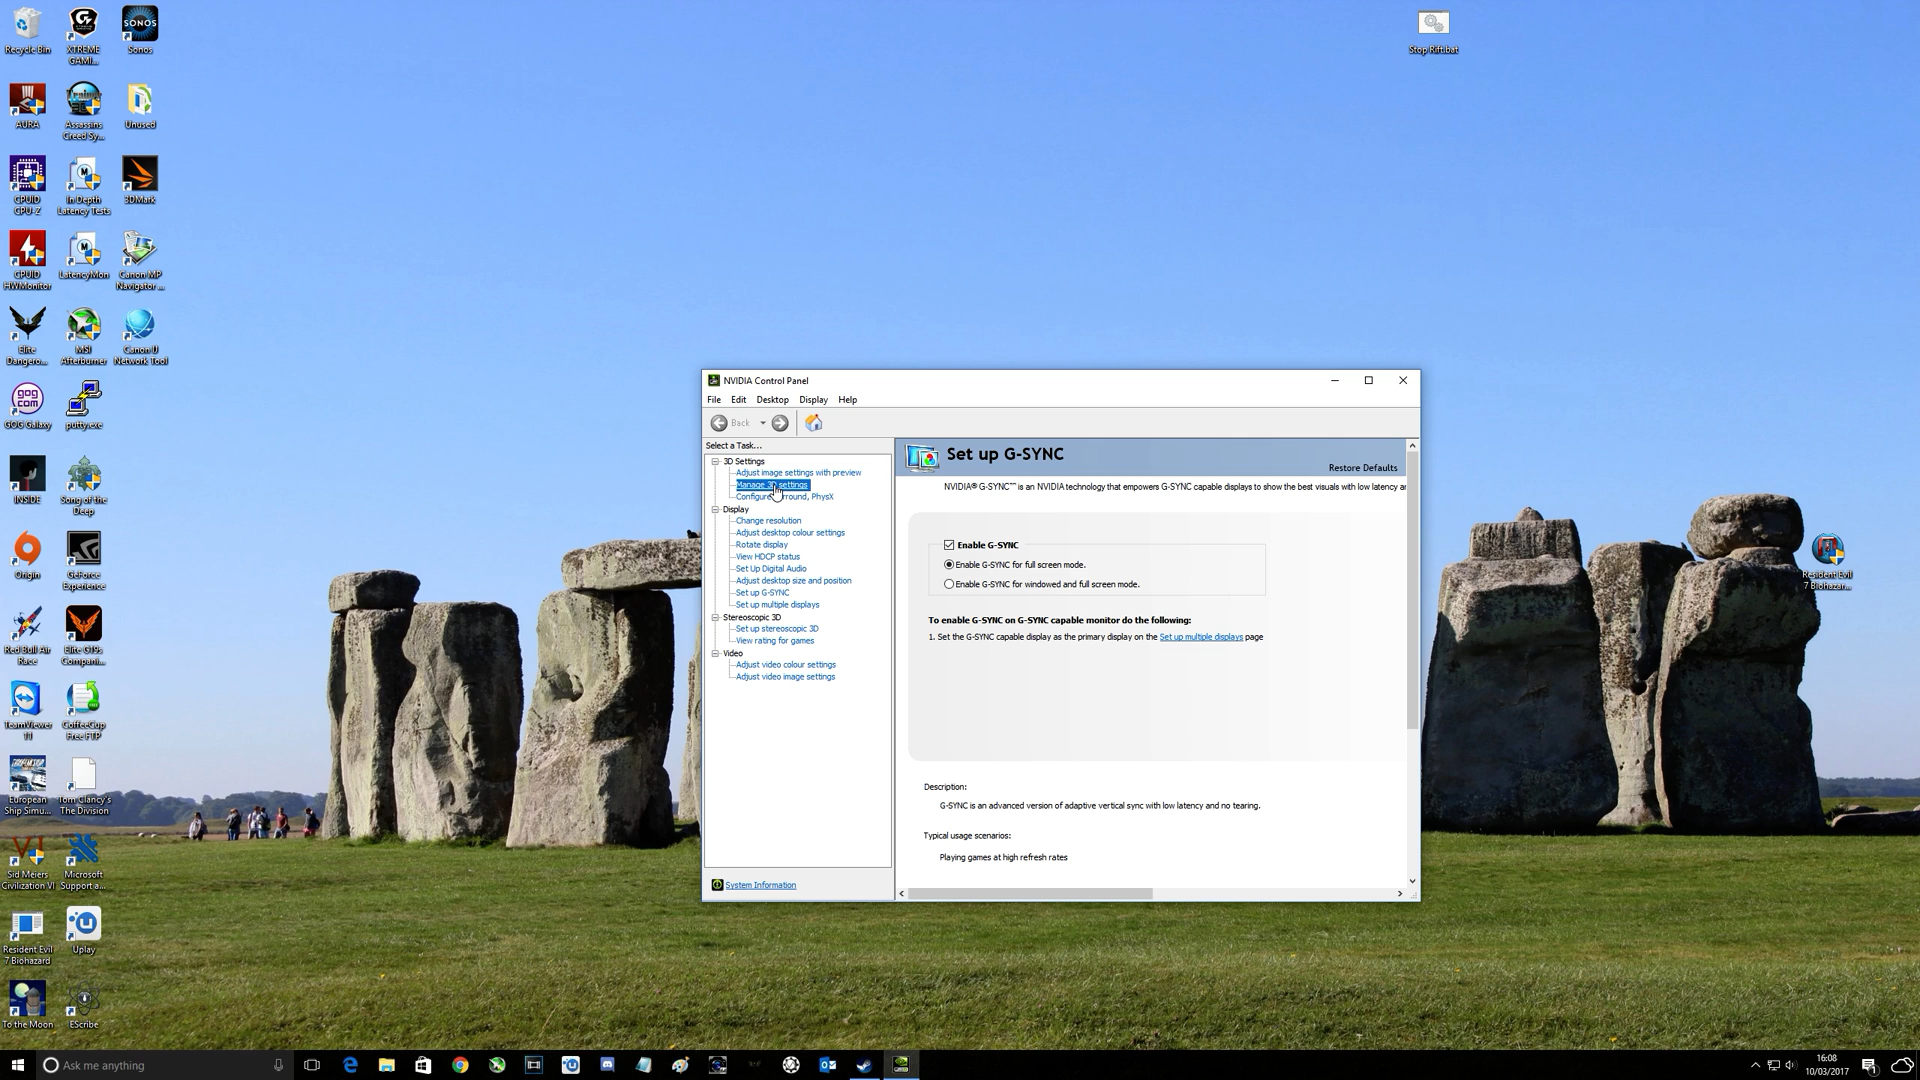 Recycle Bin
XTREME
GAMI...
Sonos
SONOS
Stop Rift.bat
AURA
Assassins
Creed Sy...
Unused
CPUID
CPU-Z
In Depth
Latency Tests
3DMark
CPUID
HWMonitor
LatencyMon
Canon MP
Navigator ...
Elite
Dangero...
MSI
Afterburner
Canon IJ
Network Tool
gog
com
GOG Galaxy
putty.exe
INSIDE
Song of the
Deep
Origin
GeForce
Experience
Red Bull Air
Race
Elite G19s
Compani...
TeamViewer
11
CoffeeCup
Free FTP
European
Ship Simu...
Tom Clancy's
The Division
Sid Meiers
Civilization VI
Microsoft
Support a...
Resident Evil
7 Biohazard
Uplay
To the Moon
EScribe
Resident Evil
7 Biohazar...
NVIDIA Control Panel
File Edit Desktop Display Help
Back
Select a Task...
3D Settings
Adjust image settings with preview
Manage 3D settings
Configure Surround, PhysX
Display
Change resolution
Adjust desktop colour settings
Rotate display
View HDCP status
Set Up Digital Audio
Adjust desktop size and position
Set up G-SYNC
Set up multiple displays
Stereoscopic 3D
Set up stereoscopic 3D
View rating for games
Video
Adjust video colour settings
Adjust video image settings
System Information
Set up G-SYNC
Restore Defaults
NVIDIA® G-SYNC™ is an NVIDIA technology that empowers G-SYNC capable displays to show the best visuals with low latency ar
Enable G-SYNC
Enable G-SYNC for full screen mode.
Enable G-SYNC for windowed and full screen mode.
To enable G-SYNC on G-SYNC capable monitor do the following:
1. Set the G-SYNC capable display as the primary display on the Set up multiple displays page
Description:
G-SYNC is an advanced version of adaptive vertical sync with low latency and no tearing.
Typical usage scenarios:
Playing games at high refresh rates
Ask me anything
16:08
10/03/2017